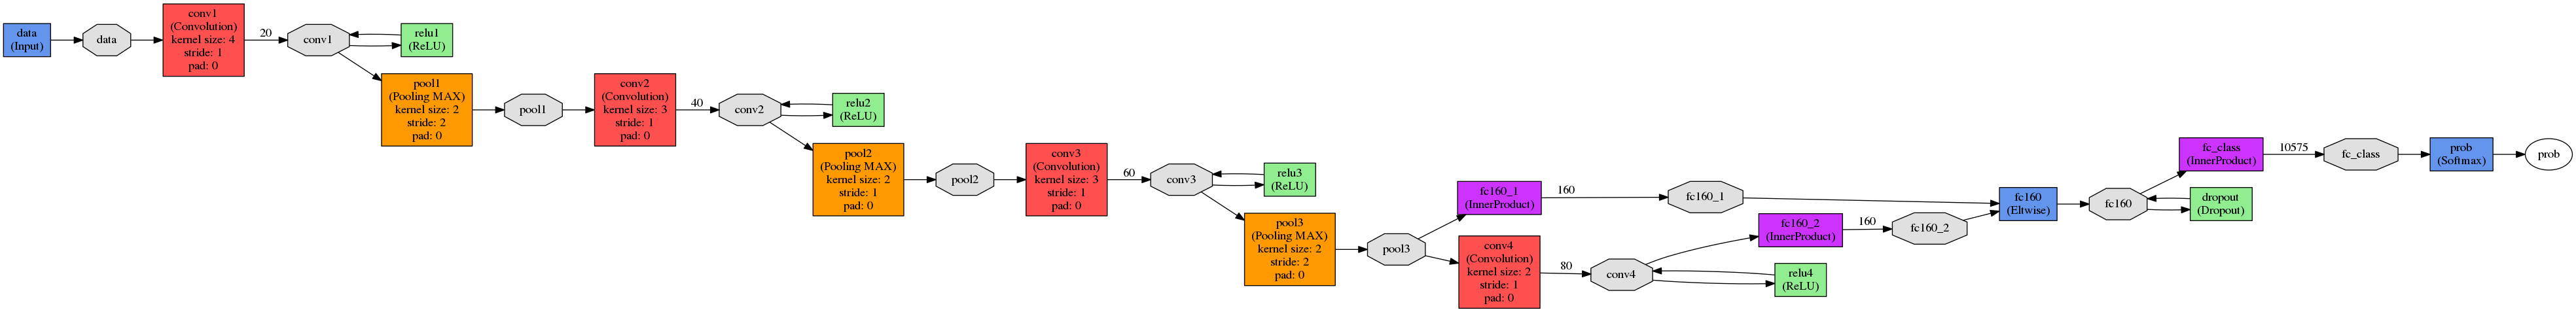 data
(Input)
data
conv1
(Convolution)
kernel size: 4
stride: 1
pad: 0
20
conv1
relu1
(ReLU)
pool1
(Pooling MAX)
kernel size: 2
stride: 2
pad: 0
pool1
conv2
(Convolution)
kernel size: 3
stride: 1
pad: 0
40
conv2
relu2
(ReLU)
pool2
(Pooling MAX)
kernel size: 2
stride: 1
pad: 0
pool2
conv3
(Convolution)
kernel size: 3
stride: 1
pad: 0
60
conv3
relu3
(ReLU)
pool3
(Pooling MAX)
kernel size: 2
stride: 2
pad: 0
pool3
fc160_1
(InnerProduct)
160
fc160_1
conv4
(Convolution)
kernel size: 2
stride: 1
pad: 0
80
conv4
relu4
(ReLU)
fc160_2
(InnerProduct)
160
fc160_2
fc160
(Eltwise)
fc160
dropout
(Dropout)
fc_class
(InnerProduct)
10575
fc_class
prob
(Softmax)
prob